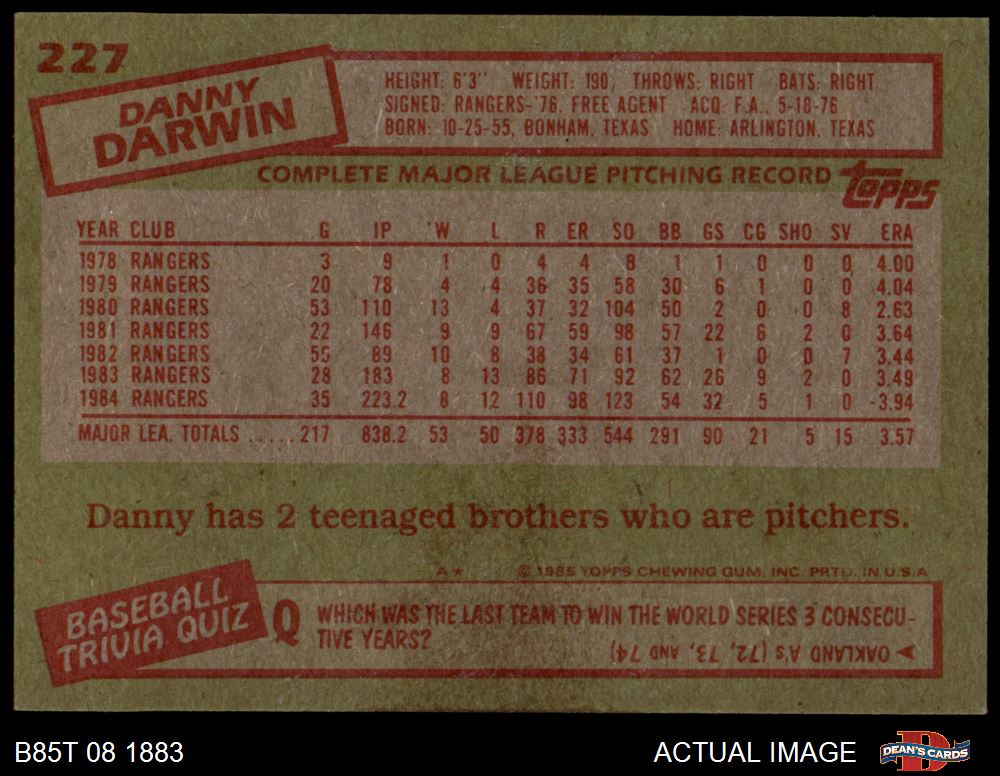 227
DANNY
DARWIN
HEIGHT: 6'3" WEIGHT: 190 THROWS: RIGHT BATS: RIGHT
SIGNED: RANGERS-'76, FREE AGENT ACQ: F.A., 5-18-76
BORN: 10-25-55, BONHAM, TEXAS HOME: ARLINGTON, TEXAS
COMPLETE MAJOR LEAGUE PITCHING RECORD topps
YEAR CLUB G IP W L R ER SO BB GS CG SHO SV ERA
1978 RANGERS 3 9 1 0 4 4 8 1 1 0 0 0 4.00
1979 RANGERS 20 78 4 4 36 35 58 30 6 1 0 0 4.04
1980 RANGERS 53 110 13 4 37 32 104 50 2 0 0 8 2.63
1981 RANGERS 22 146 9 9 67 59 98 57 22 6 2 0 3.64
1982 RANGERS 55 89 10 8 38 34 61 37 1 0 0 7 3.44
1983 RANGERS 28 183 8 13 86 71 92 62 26 9 2 0 3.49
1984 RANGERS 35 223.2 8 12 110 98 123 54 32 5 1 0 3.94
MAJOR LEA. TOTALS ..... 217 838.2 53 50 378 333 544 291 90 21 5 15 3.57
Danny has 2 teenaged brothers who are pitchers.
A* © 1985 TOPPS CHEWING GUM, INC. PRTD. IN U.S.A.
BASEBALL
TRIVIA QUIZ
Q WHICH WAS THE LAST TEAM TO WIN THE WORLD SERIES 3 CONSECU-
TIVE YEARS?
➤ OAKLAND A's (72, 73, AND 74)
B85T 08 1883
ACTUAL IMAGE
D
DEAN'S CARDS